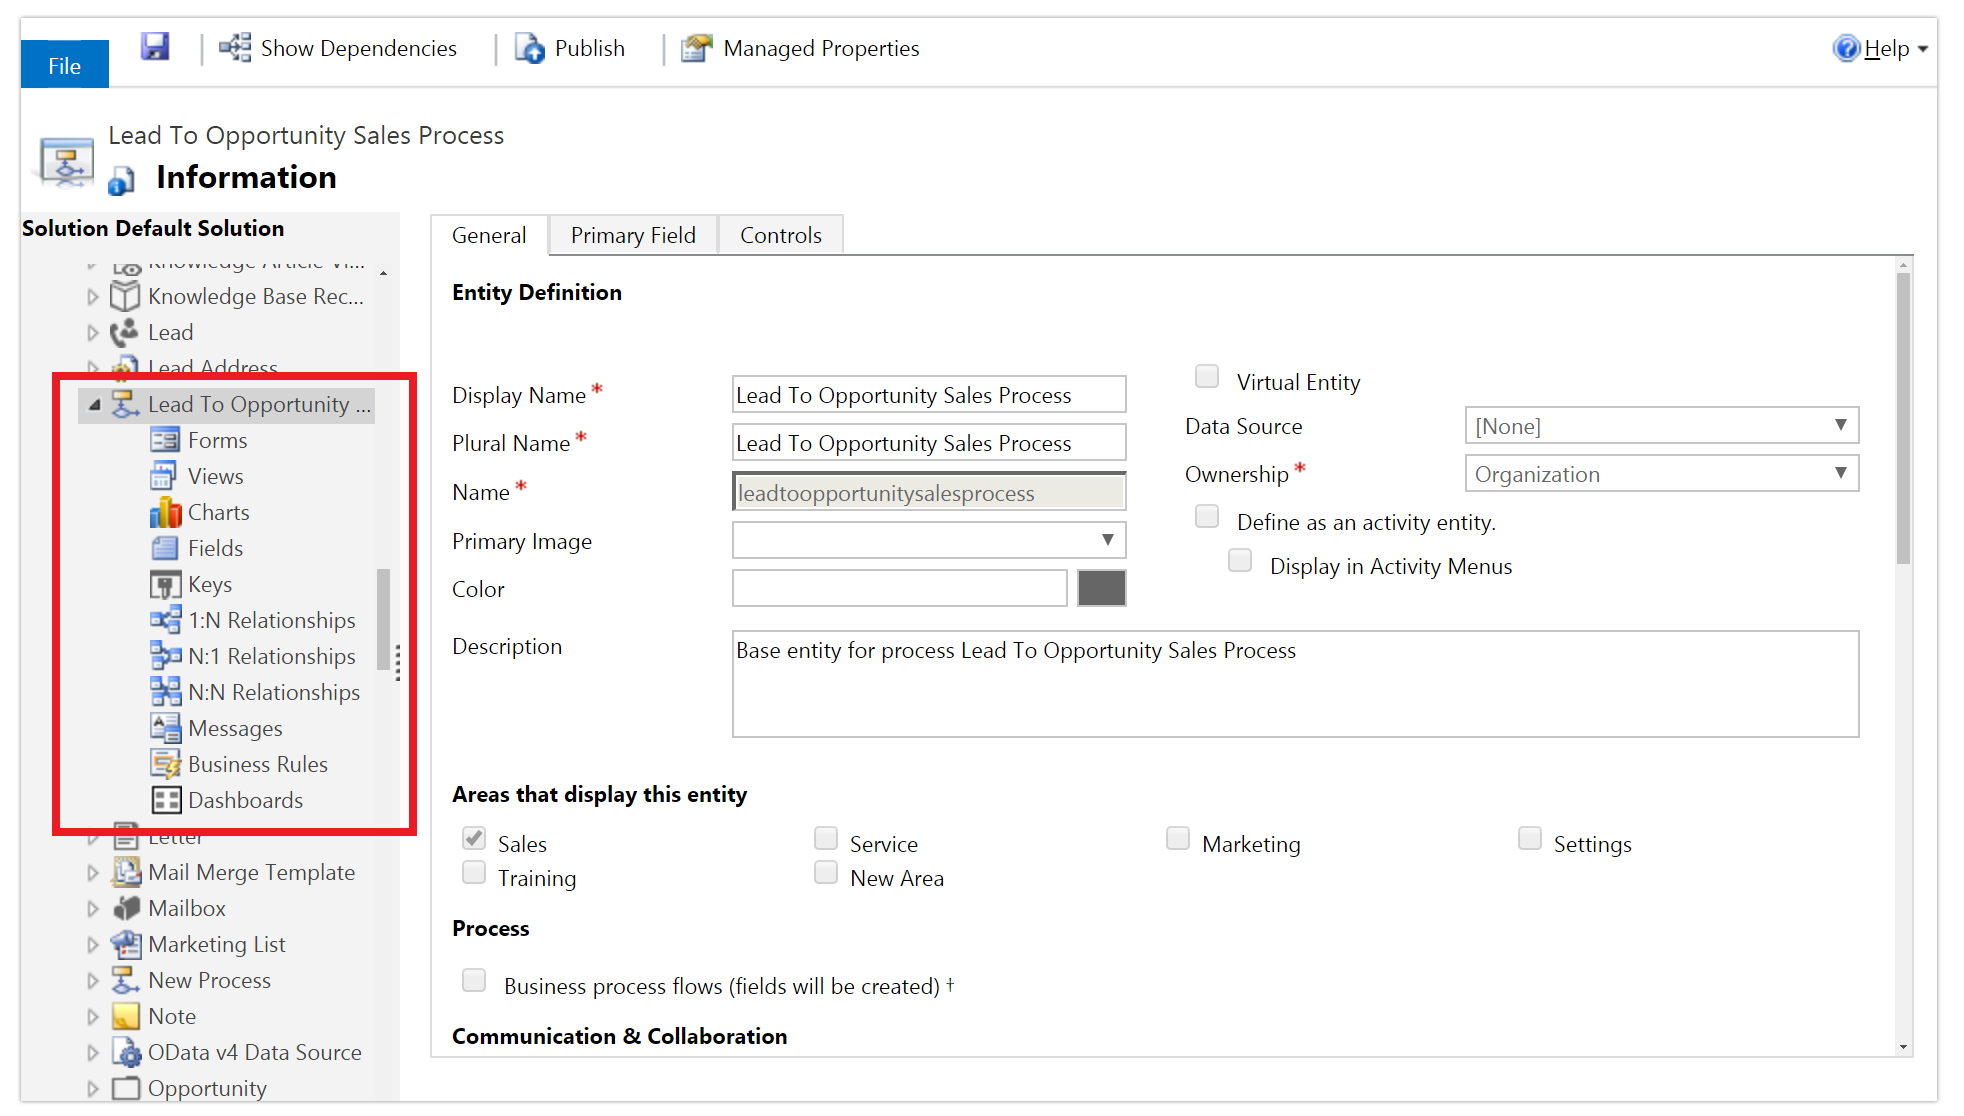 File
Show Dependencies
Publish
Managed Properties
Help
Lead To Opportunity Sales Process
Information
Solution Default Solution
Knowledge Article Vi...
Knowledge Base Rec...
Lead
Lead Address
Lead To Opportunity ...
Forms
Views
Charts
Fields
Keys
1:N Relationships
N:1 Relationships
N:N Relationships
Messages
Business Rules
Dashboards
Letter
Mail Merge Template
Mailbox
Marketing List
New Process
Note
OData v4 Data Source
Opportunity
General
Primary Field
Controls
Entity Definition
Display Name *
Lead To Opportunity Sales Process
Plural Name *
Lead To Opportunity Sales Process
Name *
leadtoopportunitysalesprocess
Primary Image
Color
Virtual Entity
Data Source
[None]
Ownership *
Organization
Define as an activity entity.
Display in Activity Menus
Description
Base entity for process Lead To Opportunity Sales Process
Areas that display this entity
Sales
Service
Marketing
Settings
Training
New Area
Process
Business process flows (fields will be created) †
Communication & Collaboration